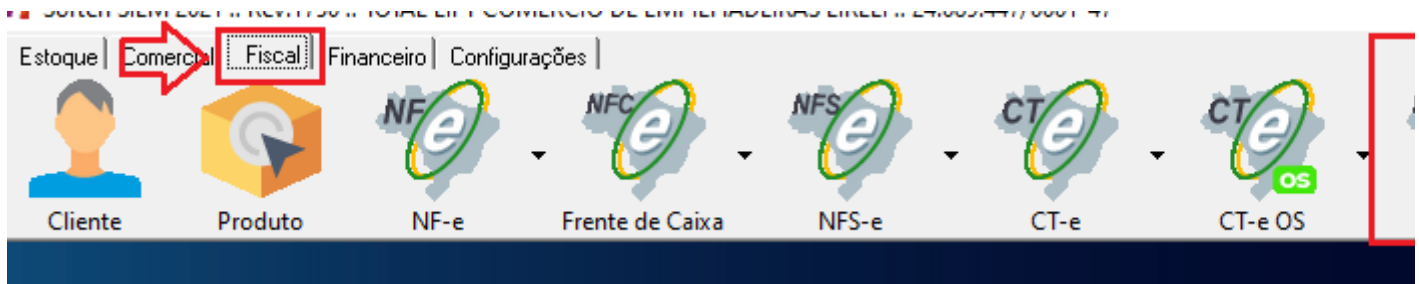 Estoque Comercial Fiscal Financeiro Configurações
NF e NFC e NFS e CT e CT e OS
Cliente Produto NF-e Frente de Caixa NFS-e CT-e CT-e OS